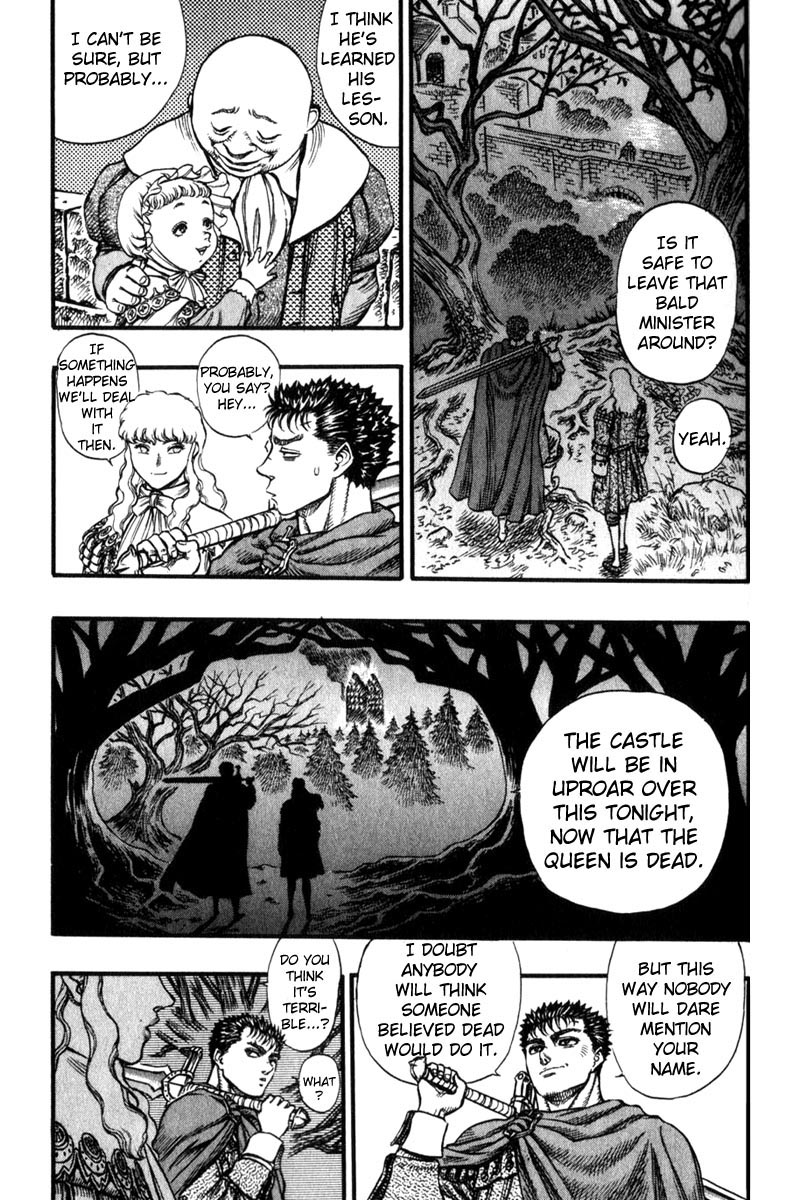 IS IT
SAFE TO
LEAVE THAT
BALD
MINISTER
AROUND?
YEAH.
I THINK
HE'S
LEARNED
HIS
LES-
SON.
I CAN'T BE
SURE, BUT
PROBABLY...
PROBABLY,
YOU SAY?
HEY...
IF
SOMETHING
HAPPENS
WE'LL DEAL
WITH
IT
THEN.
THE CASTLE
WILL BE IN
UPROAR OVER
THIS TONIGHT,
NOW THAT THE
QUEEN IS DEAD.
BUT THIS
WAY NOBODY
WILL DARE
MENTION
YOUR
NAME.
I DOUBT
ANYBODY
WILL THINK
SOMEONE
BELIEVED DEAD
WOULD DO IT.
DO YOU
THINK
IT'S
TERRI-
BLE...?
WHAT
?